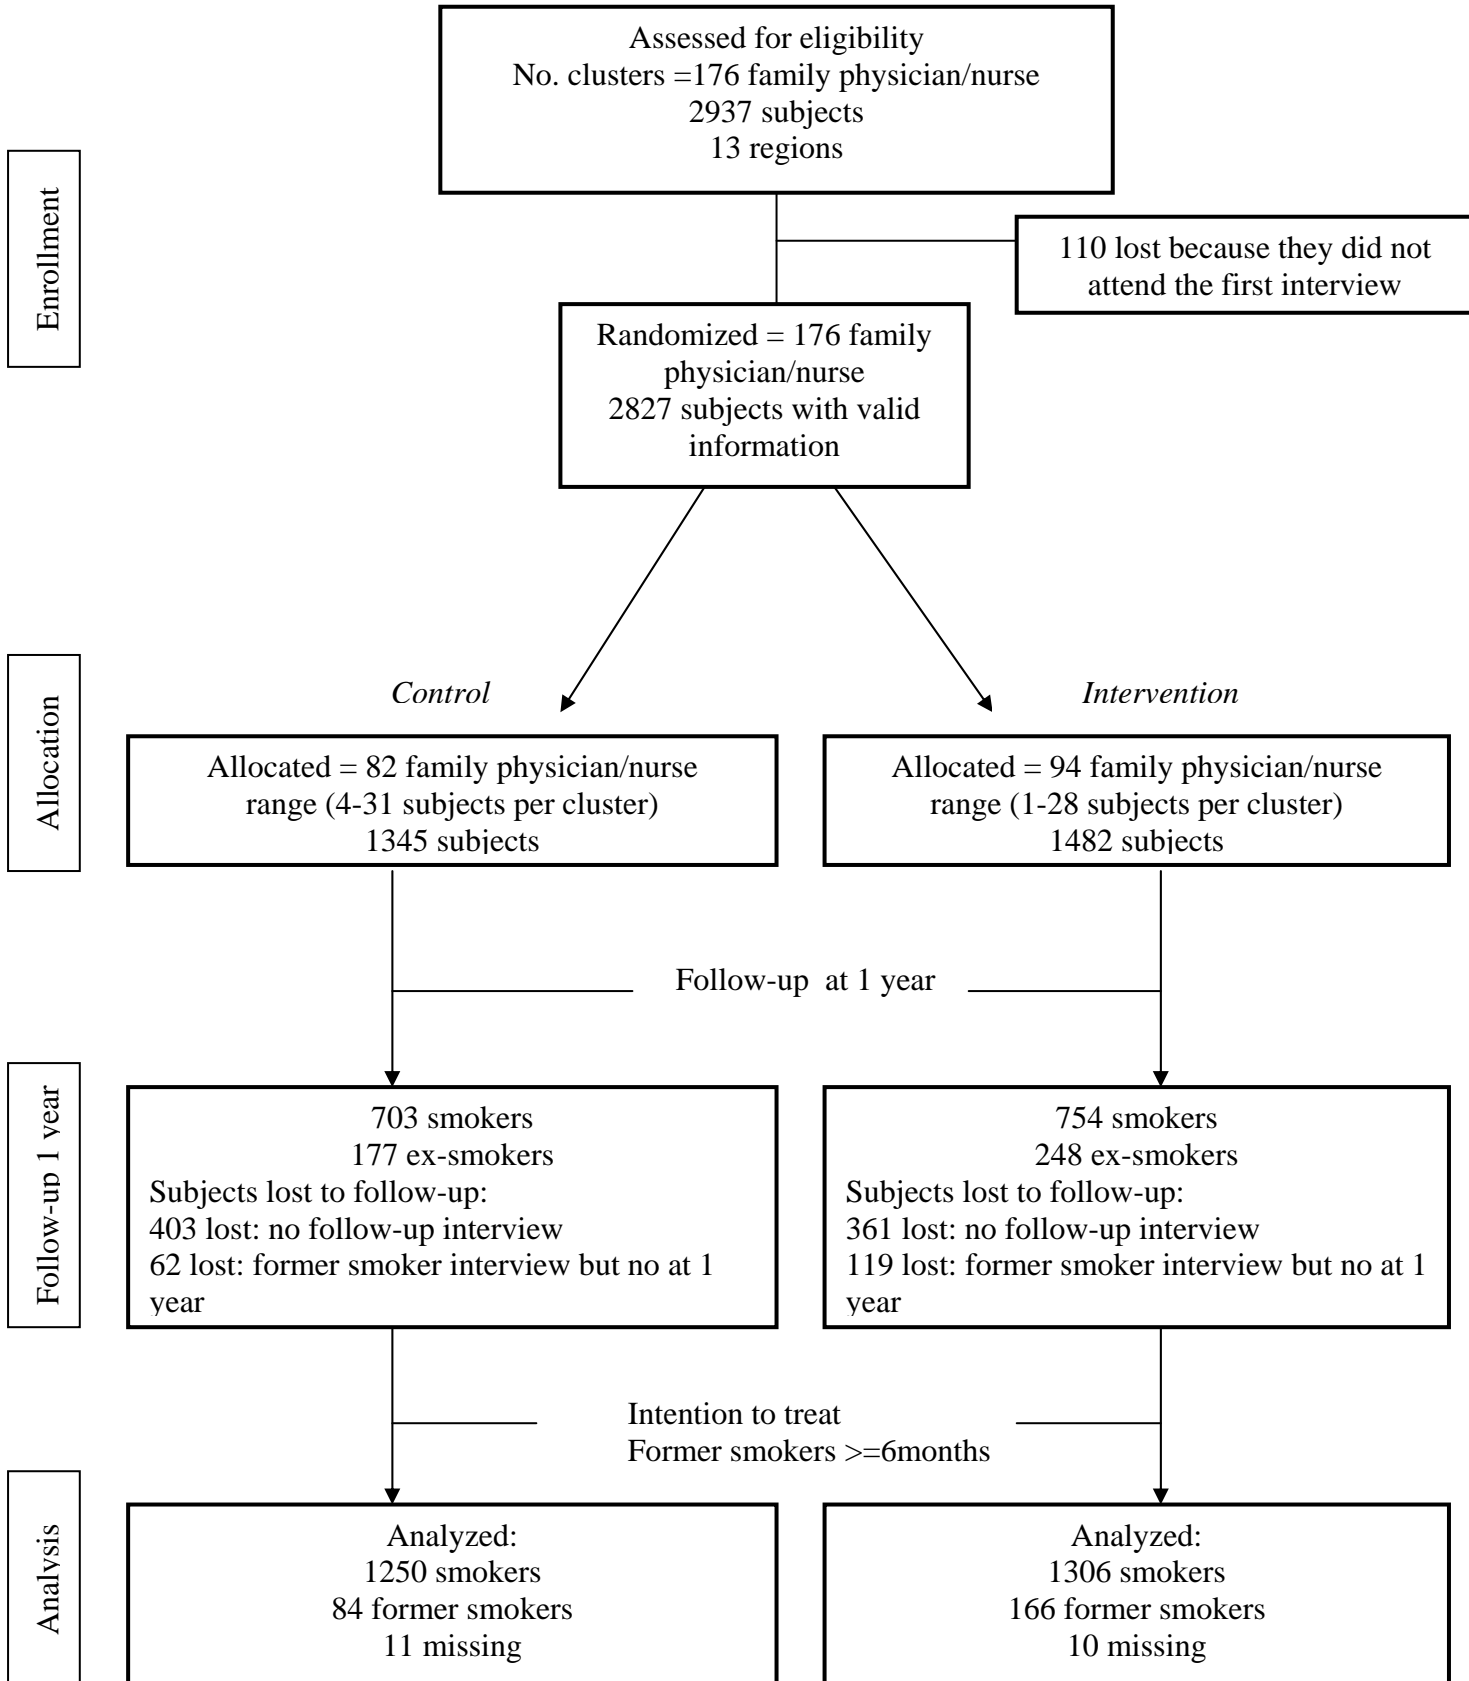 Assessed for eligibility
No. clusters =176 family physician/nurse
2937 subjects
13 regions
Enrollment
110 lost because they did not
attend the first interview
Randomized = 176 family
physician/nurse
2827 subjects with valid
information
Allocation
Control
Intervention
Allocated = 82 family physician/nurse
range (4-31 subjects per cluster)
1345 subjects
Allocated = 94 family physician/nurse
range (1-28 subjects per cluster)
1482 subjects
Follow-up at 1 year
Follow-up 1 year
703 smokers
177 ex-smokers
Subjects lost to follow-up:
403 lost: no follow-up interview
62 lost: former smoker interview but no at 1
year
754 smokers
248 ex-smokers
Subjects lost to follow-up:
361 lost: no follow-up interview
119 lost: former smoker interview but no at 1
year
Intention to treat
Former smokers >=6months
Analysis
Analyzed:
1250 smokers
84 former smokers
11 missing
Analyzed:
1306 smokers
166 former smokers
10 missing